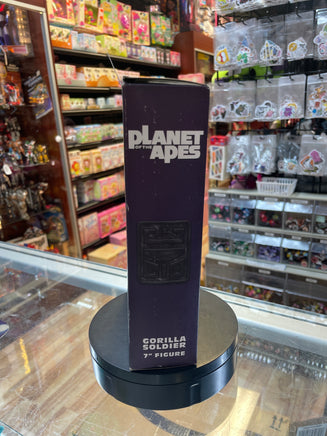 PLANET
OF THE
APES
GORILLA
SOLDIER
7" FIGURE